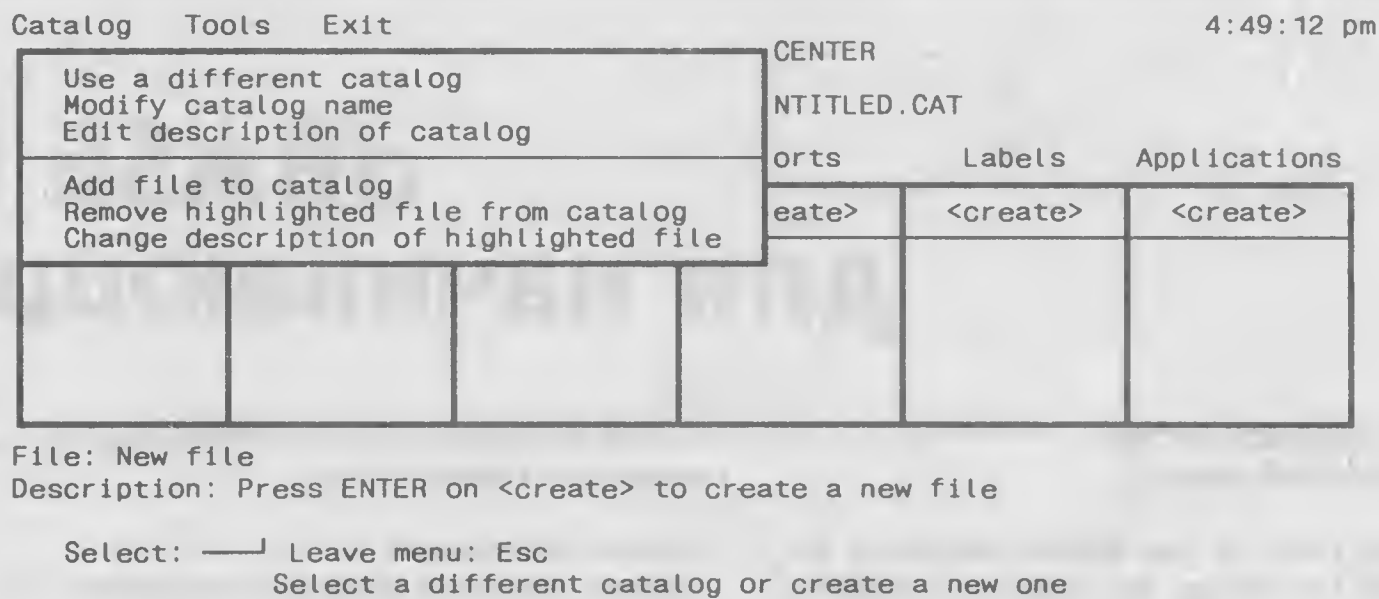 Catalog Tools Exit 4:49:12 pm
CENTER
Use a different catalog
Modify catalog name NTITLED.CAT
Edit description of catalog
orts Labels Applications
Add file to catalog
Remove highlighted file from catalog eate> <create> <create>
Change description of highlighted file
File: New file
Description: Press ENTER on <create> to create a new file
Select: ──┘ Leave menu: Esc
Select a different catalog or create a new one